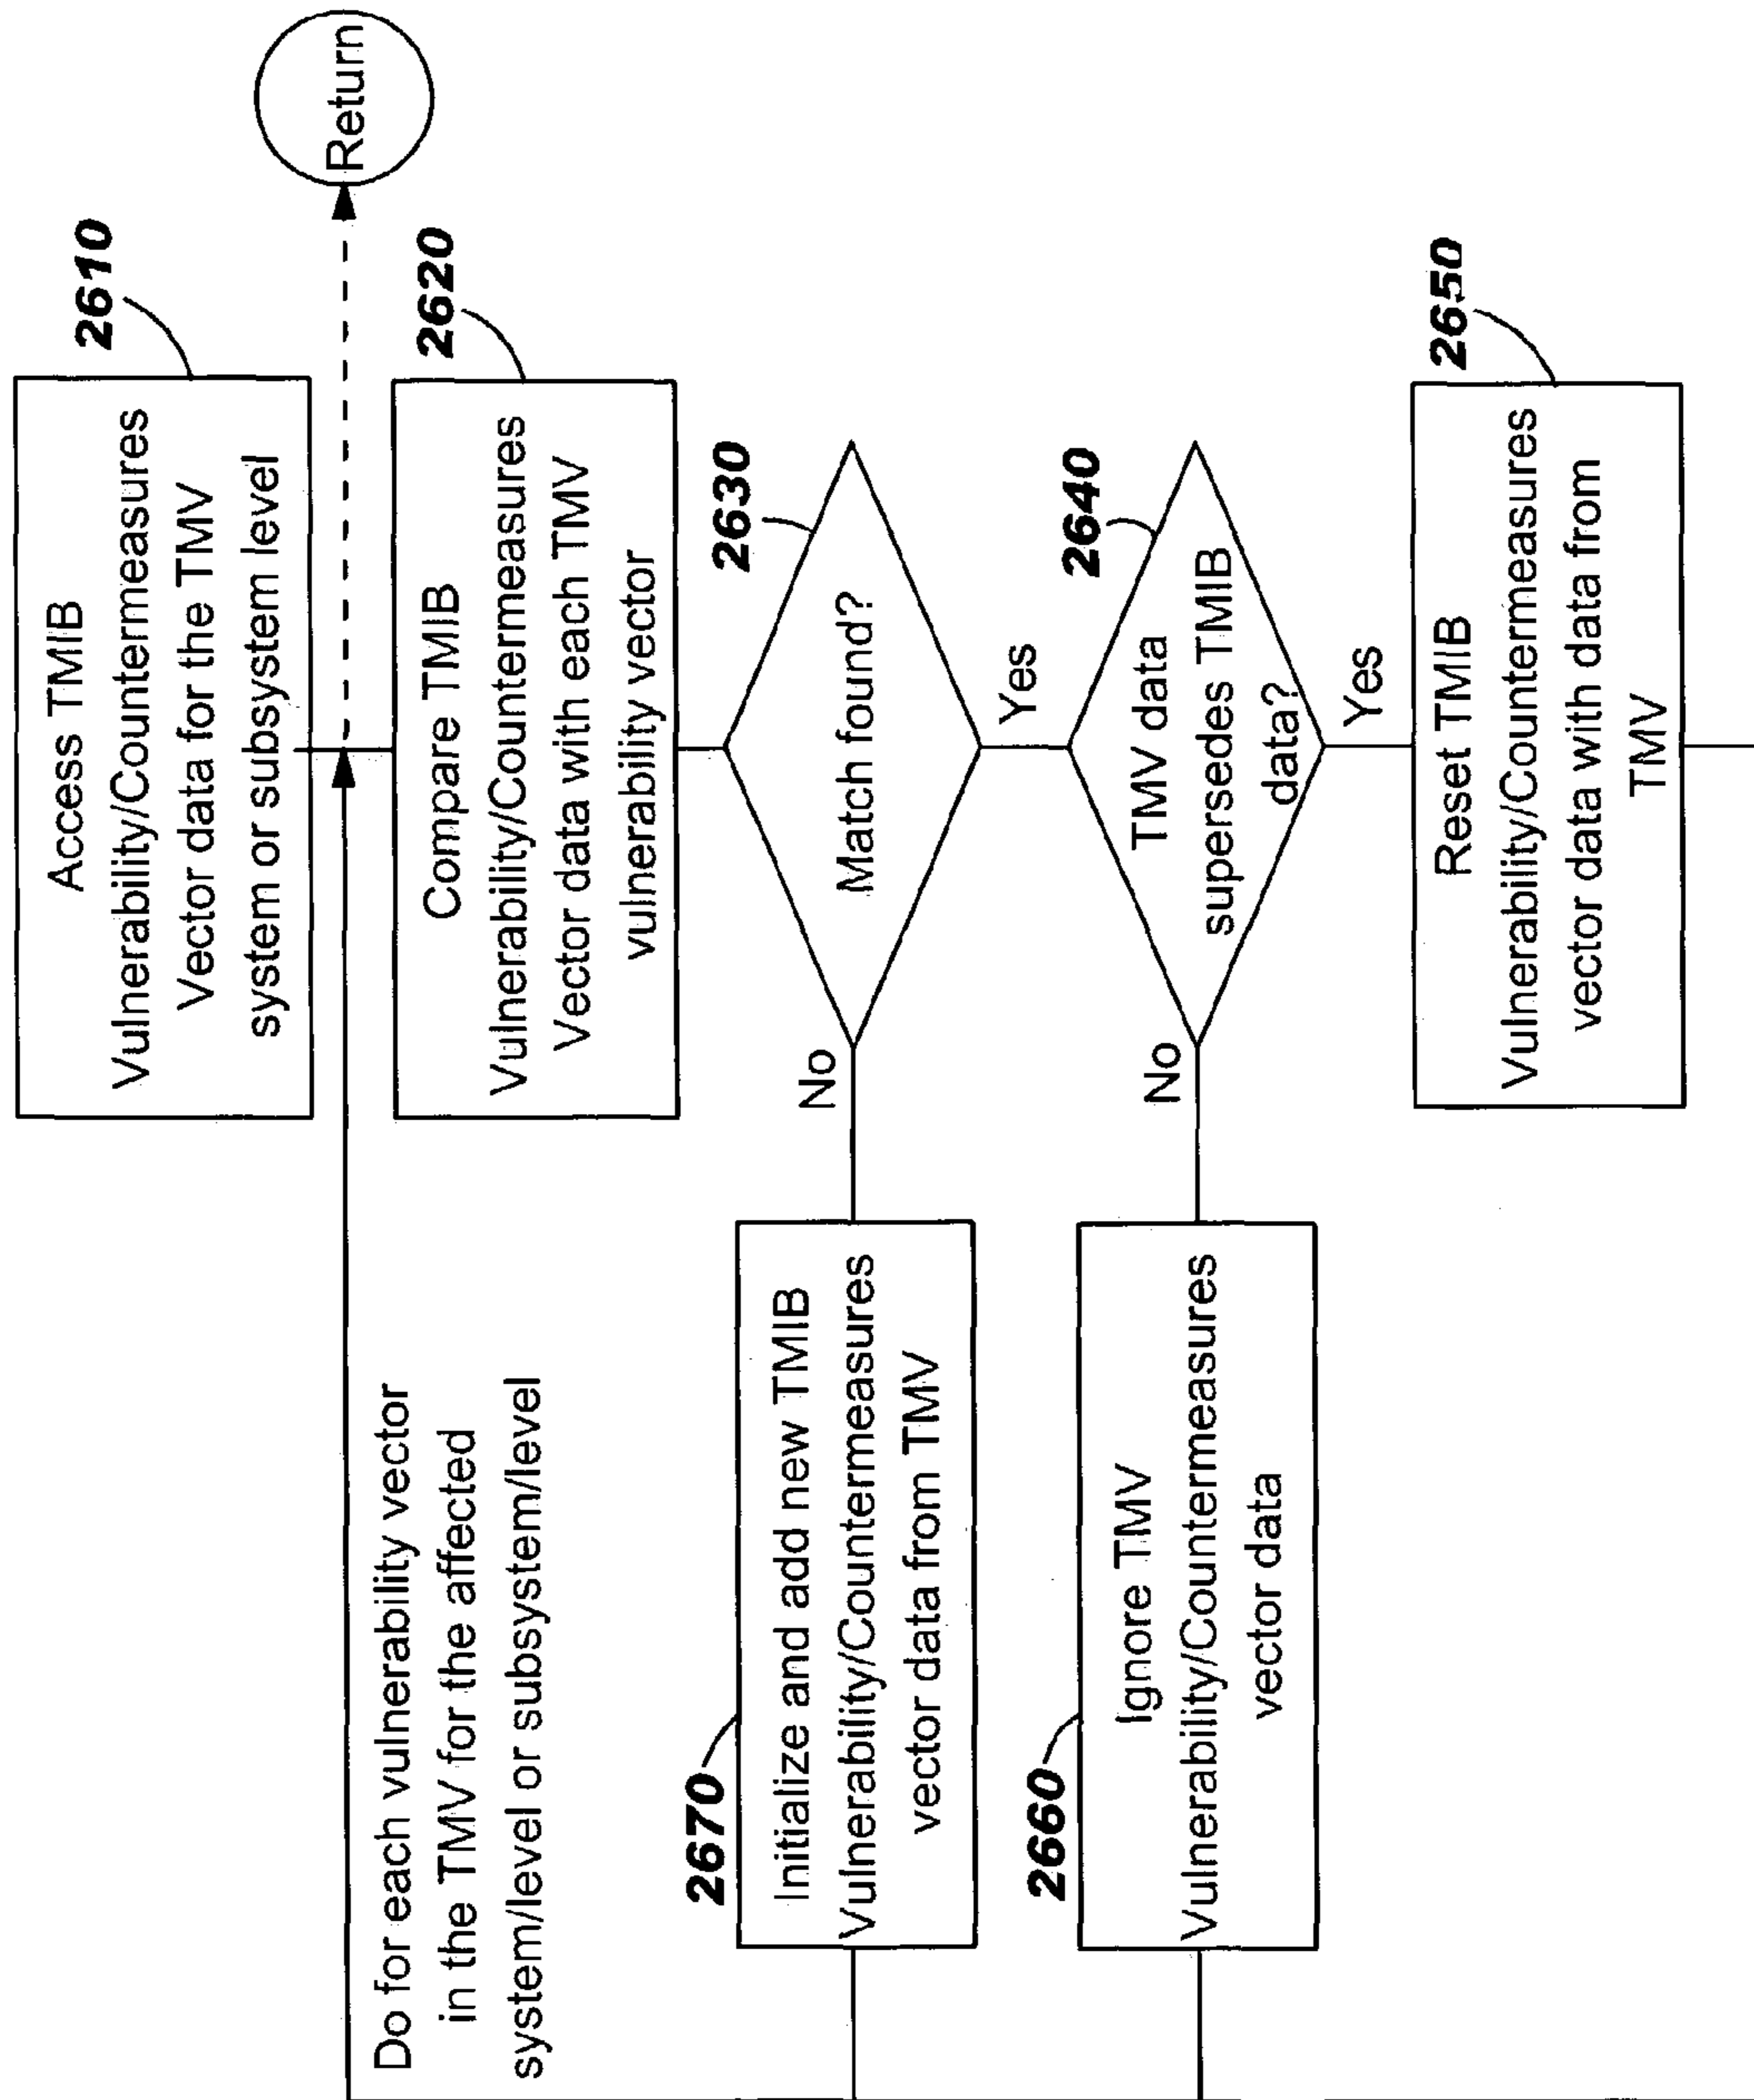 2610
Access TMIB
Vulnerability/Countermeasures
Vector data for the TMV
system or subsystem level
Return
Do for each vulnerability vector
in the TMV for the affected
system/level or subsystem/level
2620
Compare TMIB
Vulnerability/Countermeasures
Vector data with each TMV
vulnerability vector
2630
Match found?
No
Yes
2670
Initialize and add new TMIB
Vulnerability/Countermeasures
vector data from TMV
2640
TMV data
supersedes TMIB
data?
No
Yes
2660
Ignore TMV
Vulnerability/Countermeasures
vector data
2650
Reset TMIB
Vulnerability/Countermeasures
vector data with data from
TMV